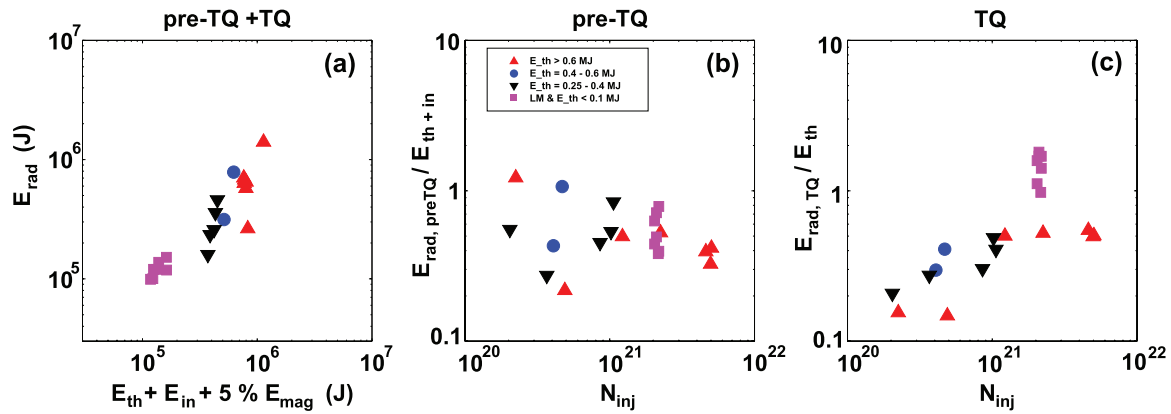 pre-TQ +TQ
(a)
10^7
10^6
10^5
E_rad (J)
10^5 10^6 10^7
E_th + E_in + 5 % E_mag (J)
pre-TQ
(b)
E_th > 0.6 MJ
E_th = 0.4 - 0.6 MJ
E_th = 0.25 - 0.4 MJ
LM & E_th < 0.1 MJ
10
1
0.1
E_rad, preTQ / E_th + in
10^20 10^21 10^22
N_inj
TQ
(c)
10
1
0.1
E_rad, TQ / E_th
10^20 10^21 10^22
N_inj